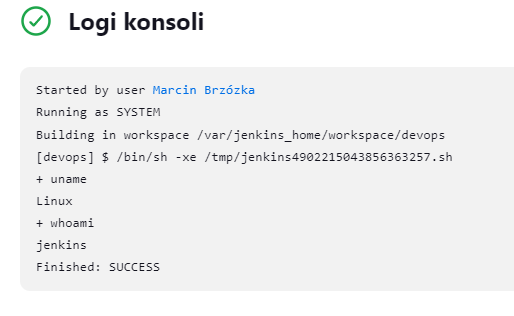 Logi konsoli
Started by user Marcin Brzózka
Running as SYSTEM
Building in workspace /var/jenkins_home/workspace/devops
[devops] $ /bin/sh -xe /tmp/jenkins4902215043856363257.sh
+ uname
Linux
+ whoami
jenkins
Finished: SUCCESS